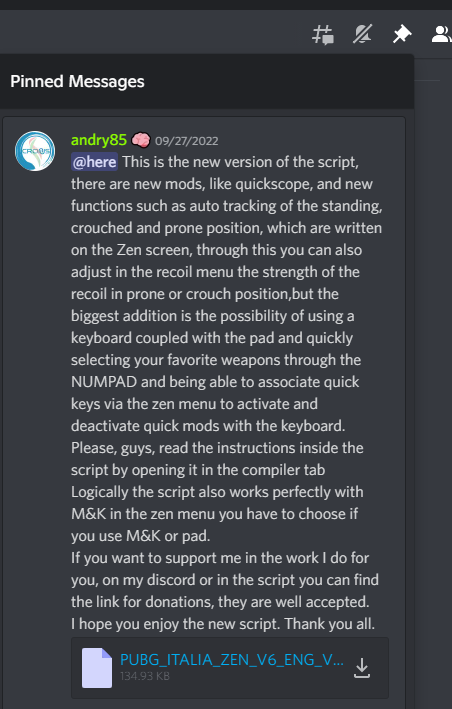 Pinned Messages
andry85 🧠 09/27/2022
@here This is the new version of the script,
there are new mods, like quickscope, and new
functions such as auto tracking of the standing,
crouched and prone position, which are written
on the Zen screen, through this you can also
adjust in the recoil menu the strength of the
recoil in prone or crouch position,but the
biggest addition is the possibility of using a
keyboard coupled with the pad and quickly
selecting your favorite weapons through the
NUMPAD and being able to associate quick
keys via the zen menu to activate and
deactivate quick mods with the keyboard.
Please, guys, read the instructions inside the
script by opening it in the compiler tab
Logically the script also works perfectly with
M&K in the zen menu you have to choose if
you use M&K or pad.
If you want to support me in the work I do for
you, on my discord or in the script you can find
the link for donations, they are well accepted.
I hope you enjoy the new script. Thank you all.
PUBG_ITALIA_ZEN_V6_ENG_V...
134.93 KB